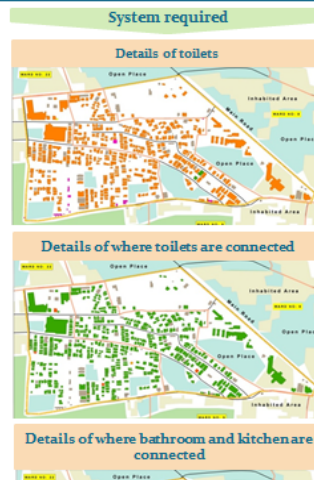 System required
Details of toilets
Open Place
Inhabited Area
Main Road
Open Plac
Open Place
Inhabited Area
Details of where toilets are connected
Open Place
Inhabited Area
Main Road
Open Plac
Open Place
Inhabited Area
Details of where bathroom and kitchen are
connected
Open Place